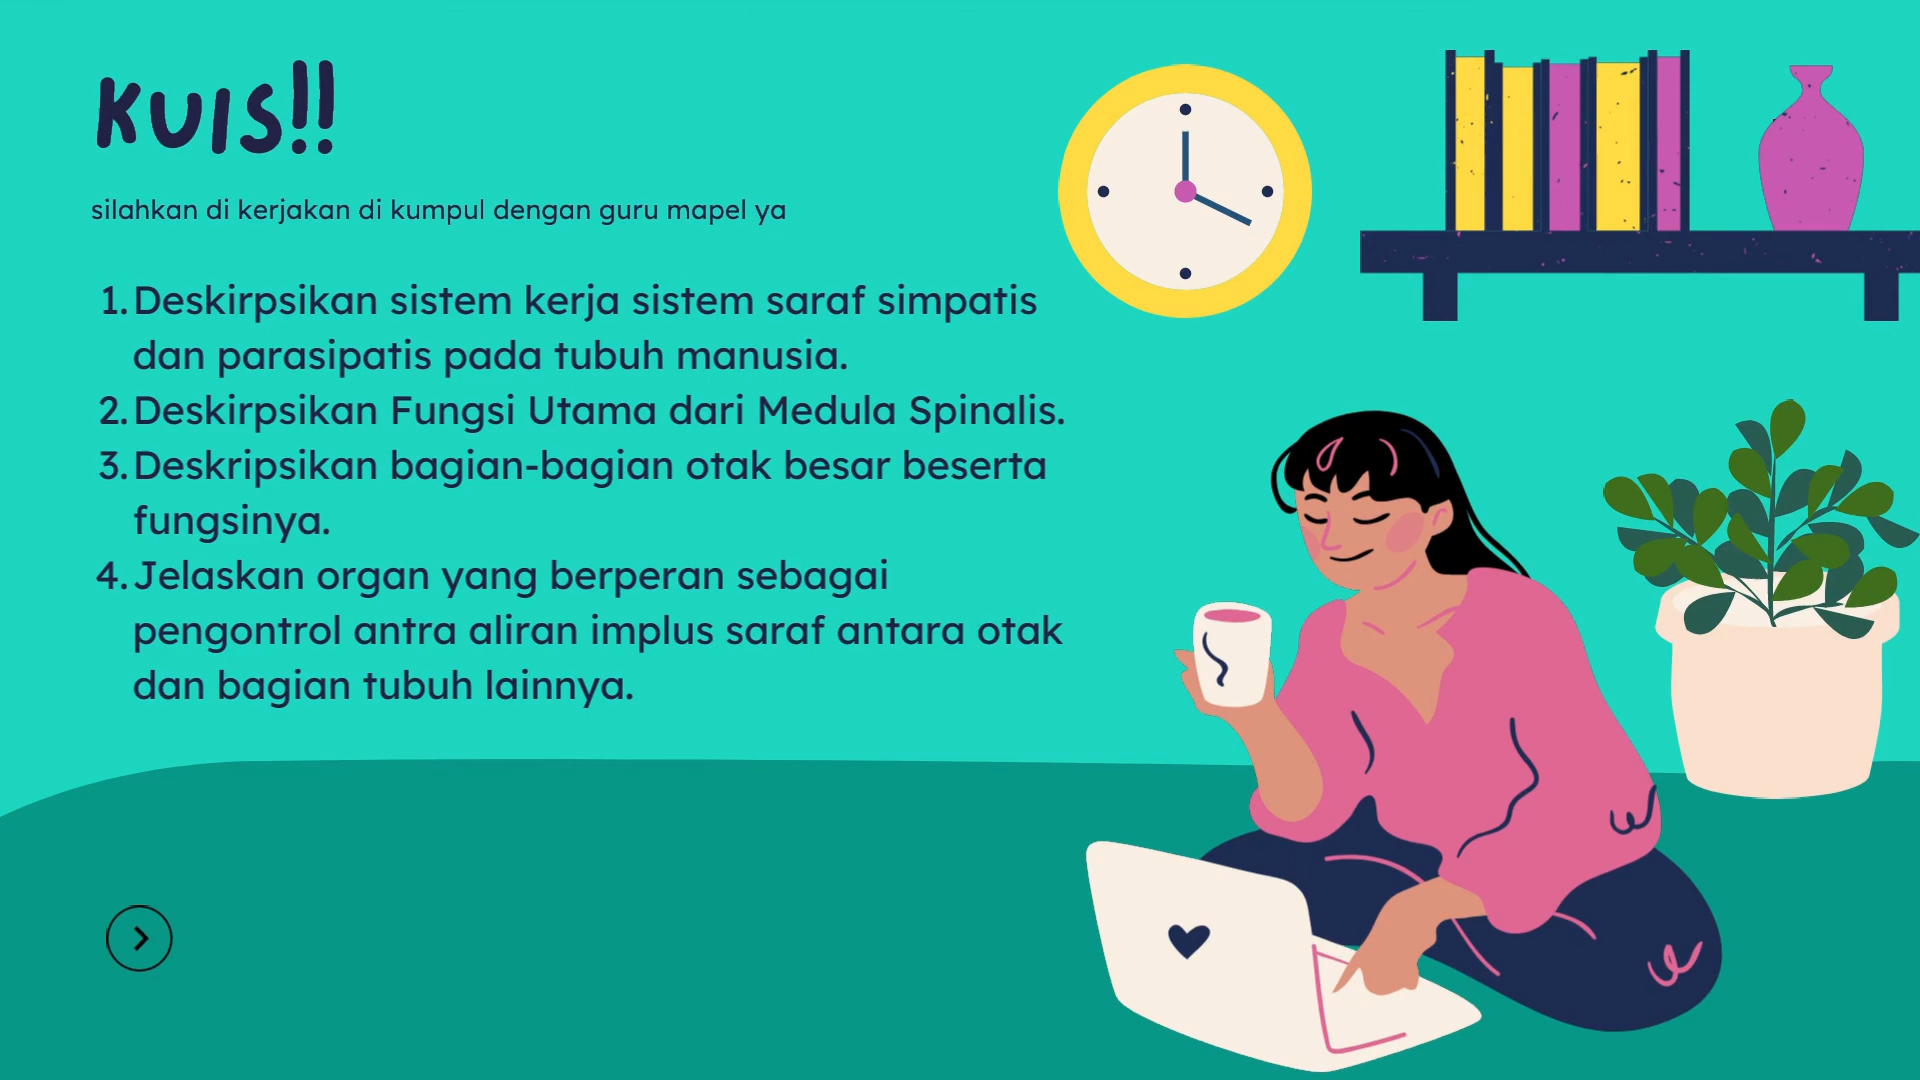 KUIS!!
silahkan di kerjakan di kumpul dengan guru mapel ya
1. Deskirpsikan sistem kerja sistem saraf simpatis
dan parasipatis pada tubuh manusia.
2. Deskirpsikan Fungsi Utama dari Medula Spinalis.
3. Deskripsikan bagian-bagian otak besar beserta
fungsinya.
4. Jelaskan organ yang berperan sebagai
pengontrol antra aliran implus saraf antara otak
dan bagian tubuh lainnya.